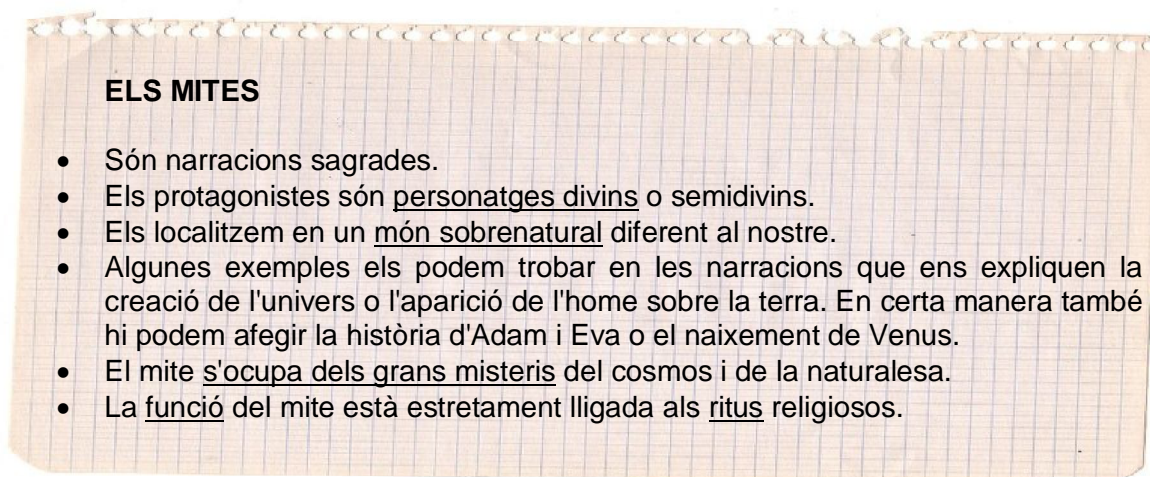 ELS MITES
• Són narracions sagrades.
• Els protagonistes són personatges divins o semidivins.
• Els localitzem en un món sobrenatural diferent al nostre.
• Algunes exemples els podem trobar en les narracions que ens expliquen la
creació de l'univers o l'aparició de l'home sobre la terra. En certa manera també
hi podem afegir la història d'Adam i Eva o el naixement de Venus.
• El mite s'ocupa dels grans misteris del cosmos i de la naturalesa.
• La funció del mite està estretament lligada als ritus religiosos.